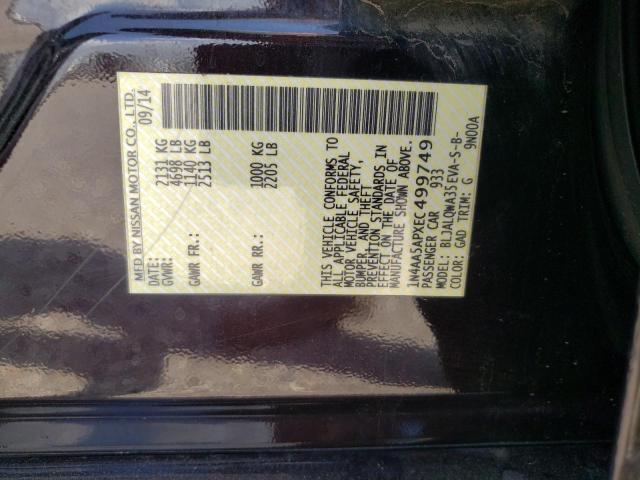 MFD BY NISSAN MOTOR CO., LTD.
DATE: 09/14
GVWR: 2131 KG
4698 LB
GAWR FR.: 1140 KG
2513 LB
GAWR RR.: 1000 KG
2205 LB
THIS VEHICLE CONFORMS TO
ALL APPLICABLE FEDERAL
MOTOR VEHICLE SAFETY,
BUMPER, AND THEFT
PREVENTION STANDARDS IN
EFFECT ON THE DATE OF
MANUFACTURE SHOWN ABOVE.
1N4AA5APXEC499749
PASSENGER CAR 933
MODEL: BLJALQWA35EVA-S-B-
COLOR: GAD TRIM: G 9N00A